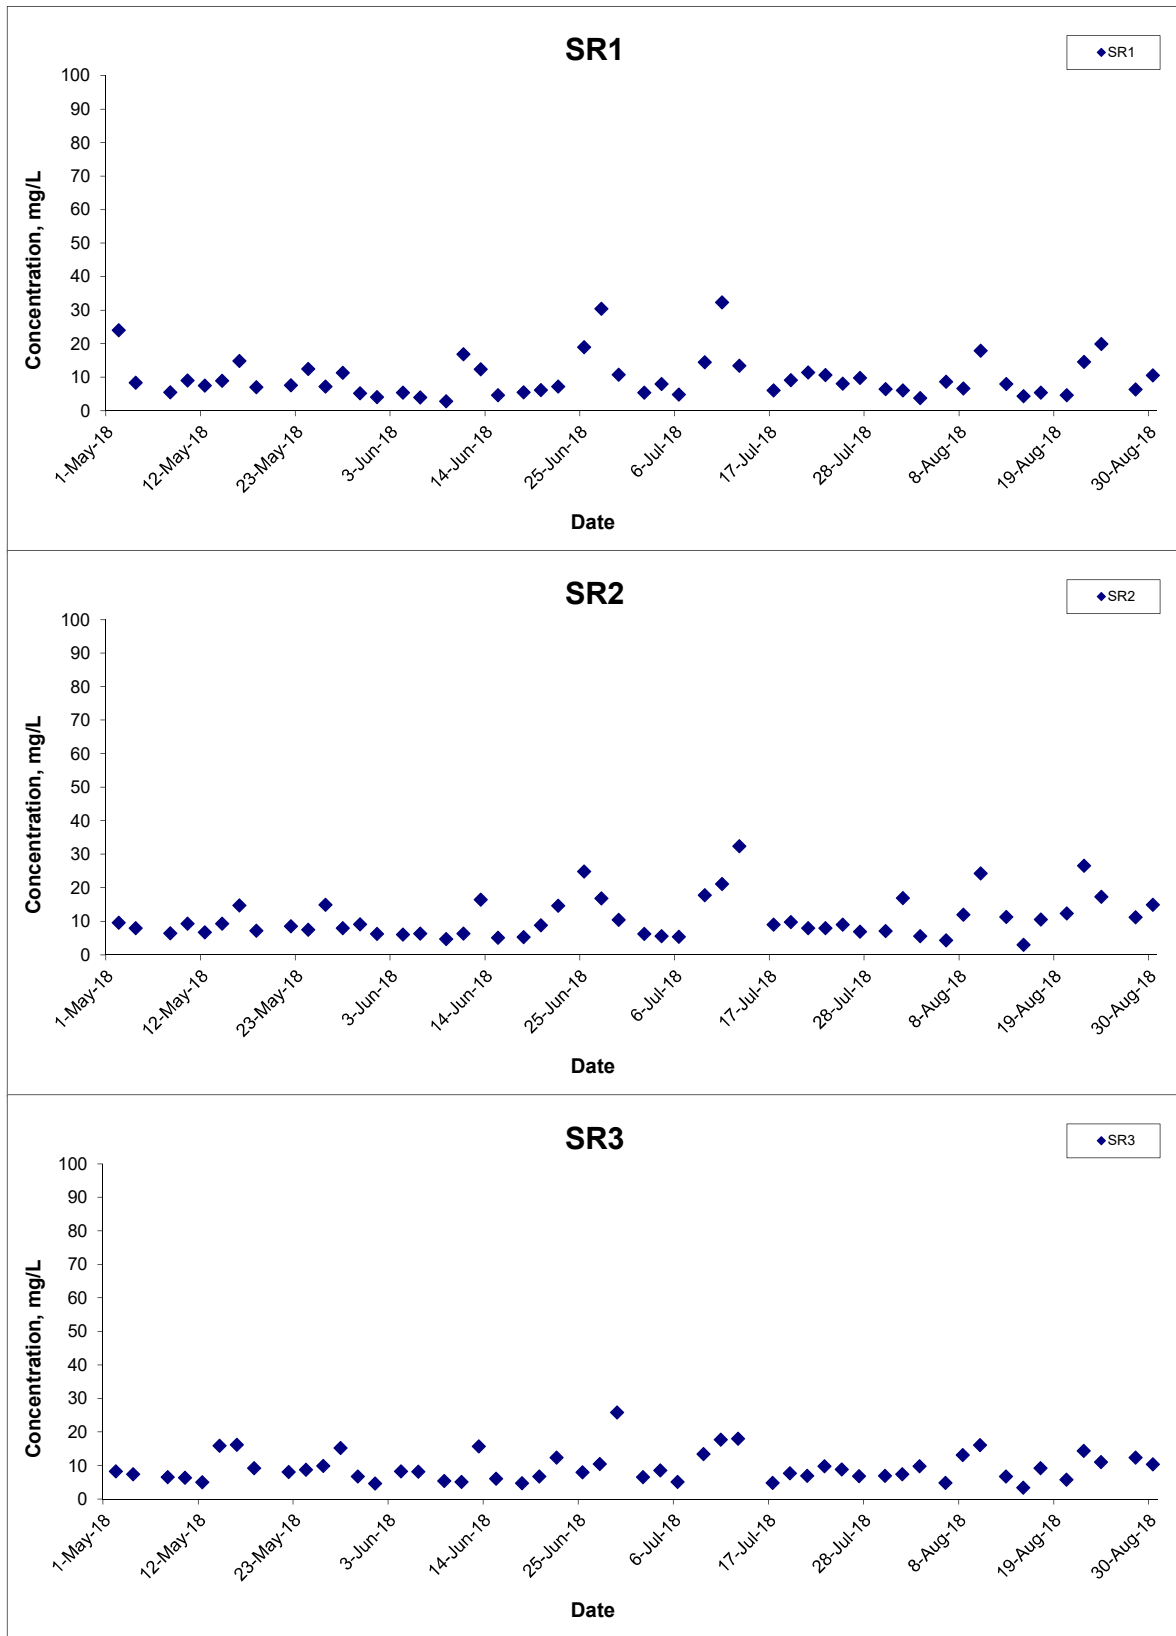 SR1
SR1
Concentration, mg/L
100
90
80
70
60
50
40
30
20
10
0
1-May-18
12-May-18
23-May-18
3-Jun-18
14-Jun-18
25-Jun-18
6-Jul-18
17-Jul-18
28-Jul-18
8-Aug-18
19-Aug-18
30-Aug-18
Date
SR2
SR2
Concentration, mg/L
100
90
80
70
60
50
40
30
20
10
0
1-May-18
12-May-18
23-May-18
3-Jun-18
14-Jun-18
25-Jun-18
6-Jul-18
17-Jul-18
28-Jul-18
8-Aug-18
19-Aug-18
30-Aug-18
Date
SR3
SR3
Concentration, mg/L
100
90
80
70
60
50
40
30
20
10
0
1-May-18
12-May-18
23-May-18
3-Jun-18
14-Jun-18
25-Jun-18
6-Jul-18
17-Jul-18
28-Jul-18
8-Aug-18
19-Aug-18
30-Aug-18
Date